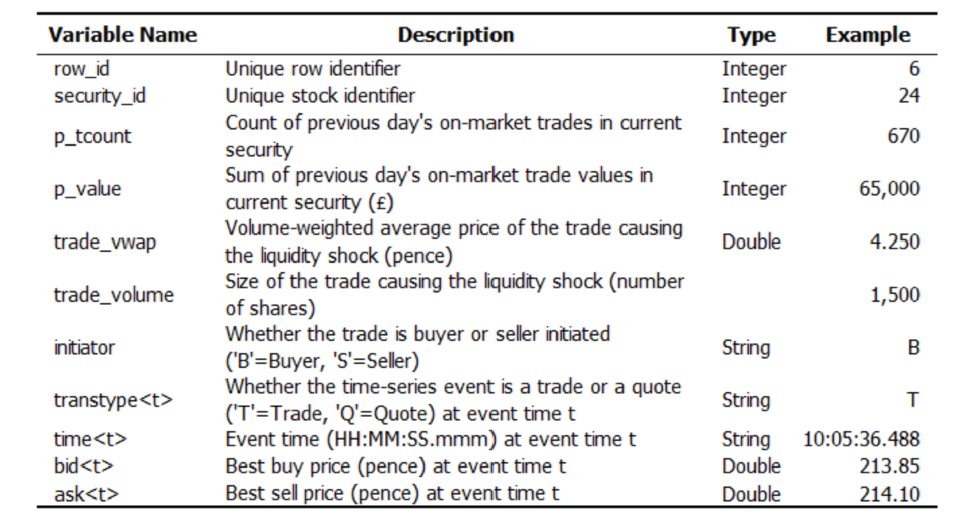 Variable Name Description Type Example
row_id Unique row identifier Integer 6
security_id Unique stock identifier Integer 24
p_tcount Count of previous day's on-market trades in current security Integer 670
p_value Sum of previous day's on-market trade values in current security (£) Integer 65,000
trade_vwap Volume-weighted average price of the trade causing the liquidity shock (pence) Double 4.250
trade_volume Size of the trade causing the liquidity shock (number of shares) 1,500
initiator Whether the trade is buyer or seller initiated ('B'=Buyer, 'S'=Seller) String B
transtype<t> Whether the time-series event is a trade or a quote ('T'=Trade, 'Q'=Quote) at event time t String T
time<t> Event time (HH:MM:SS.mmm) at event time t String 10:05:36.488
bid<t> Best buy price (pence) at event time t Double 213.85
ask<t> Best sell price (pence) at event time t Double 214.10